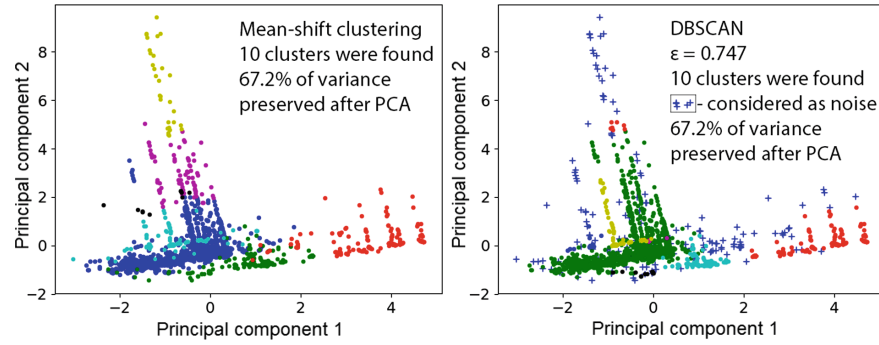 Mean-shift clustering
10 clusters were found
67.2% of variance
preserved after PCA
Principal component 2
8
6
4
2
0
−2
−2
0
2
4
Principal component 1
DBSCAN
ε = 0.747
10 clusters were found
- considered as noise
67.2% of variance
preserved after PCA
Principal component 2
8
6
4
2
0
−2
−2
0
2
4
Principal component 1